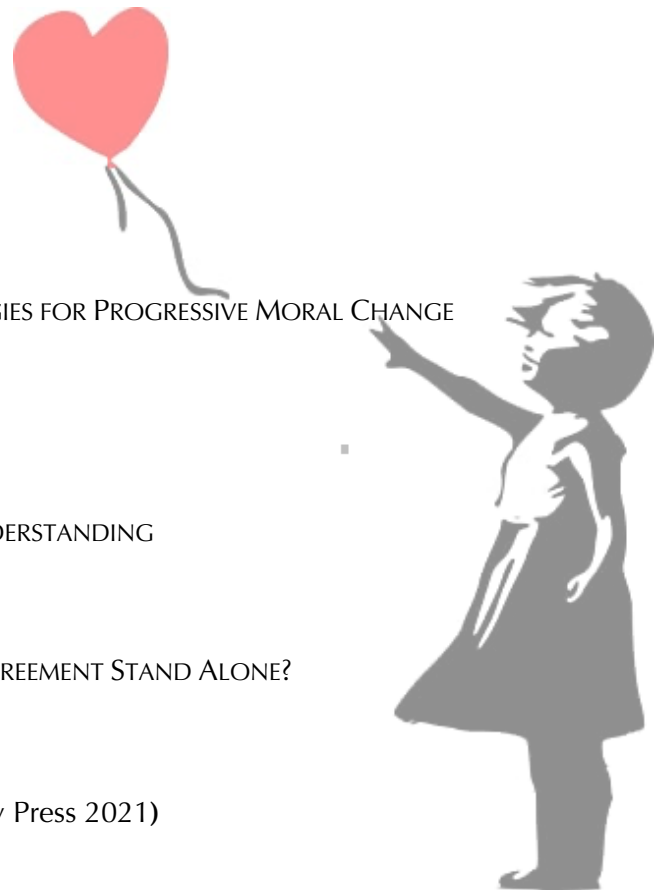 GIES FOR PROGRESSIVE MORAL CHANGE
DERSTANDING
REEMENT STAND ALONE?
Press 2021)